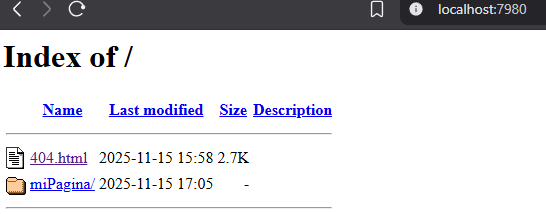 localhost:7980
Index of /
Name Last modified Size Description
404.html 2025-11-15 15:58 2.7K
miPagina/ 2025-11-15 17:05 -